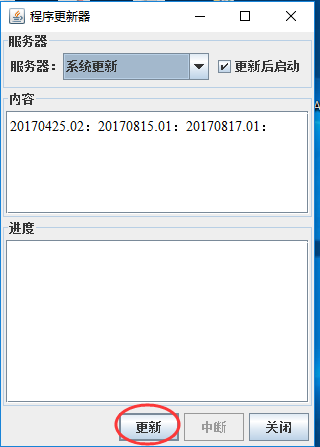 程序更新器
服务器
服务器：
系统更新
更新后启动
内容
20170425.02：20170815.01：20170817.01：
进度
更新
中断
关闭